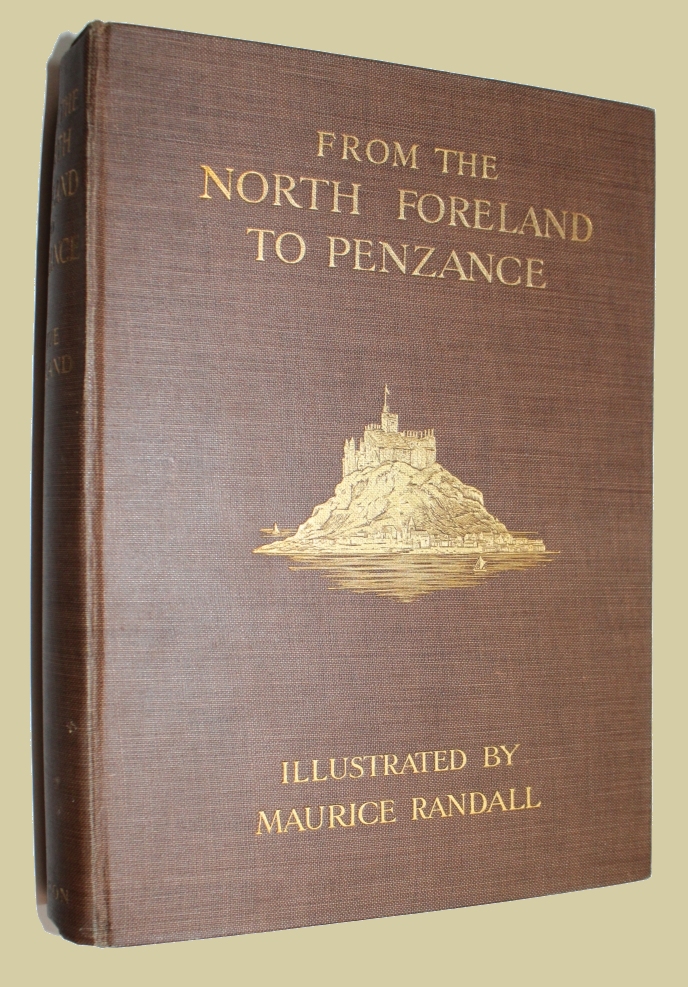 FROM THE
NORTH FORELAND
TO PENZANCE
ILLUSTRATED BY
MAURICE RANDALL